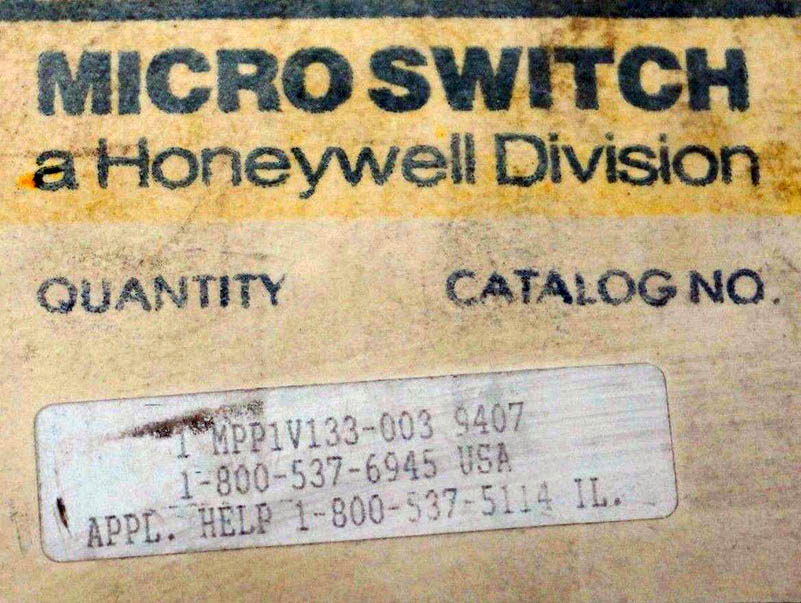 MICRO SWITCH
a Honeywell Division
QUANTITY CATALOG NO.
1 MPP1V133-003 9407
1-800-537-6945 USA
APPL. HELP 1-800-537-5114 IL.